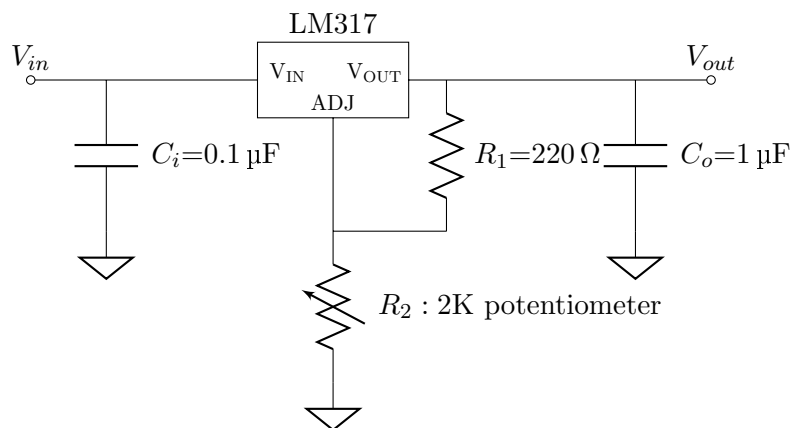 LM317
V_in
V_out
V_IN
V_OUT
ADJ
C_i=0.1 µF
R_1=220 Ω
C_o=1 µF
R_2 : 2K potentiometer